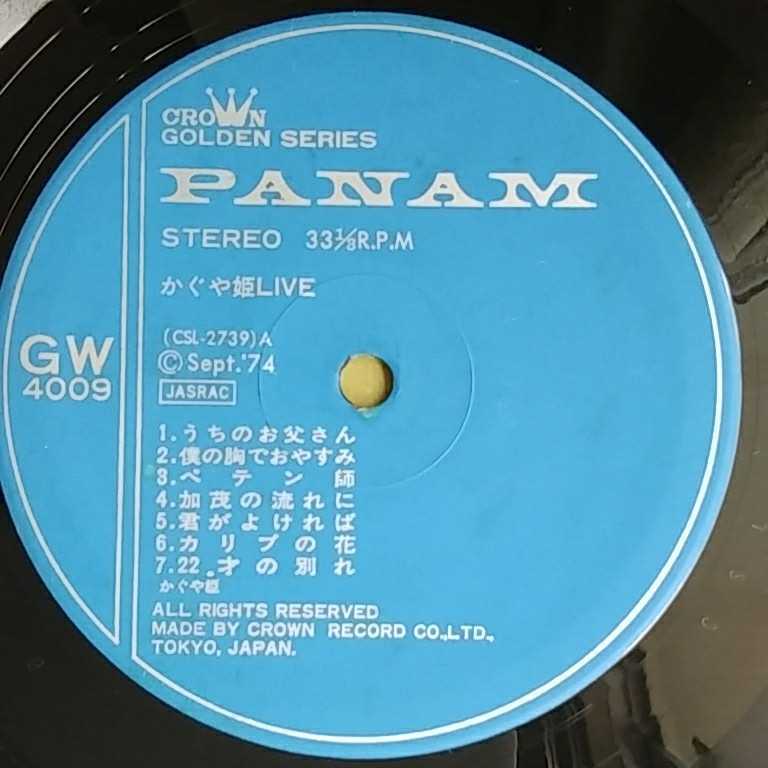 CROWN
GOLDEN SERIES
PANAM
STEREO 33⅓R.P.M
かぐや姫LIVE
GW
4009
(CSL-2739)A
©Sept.'74
JASRAC
1.うちのお父さん
2.僕の胸でおやすみ
3.ペテン師
4.加茂の流れに
5.君がよければ
6.カリブの花
7.22才の別れ
かぐや姫
ALL RIGHTS RESERVED
MADE BY CROWN RECORD CO.,LTD.,
TOKYO, JAPAN.